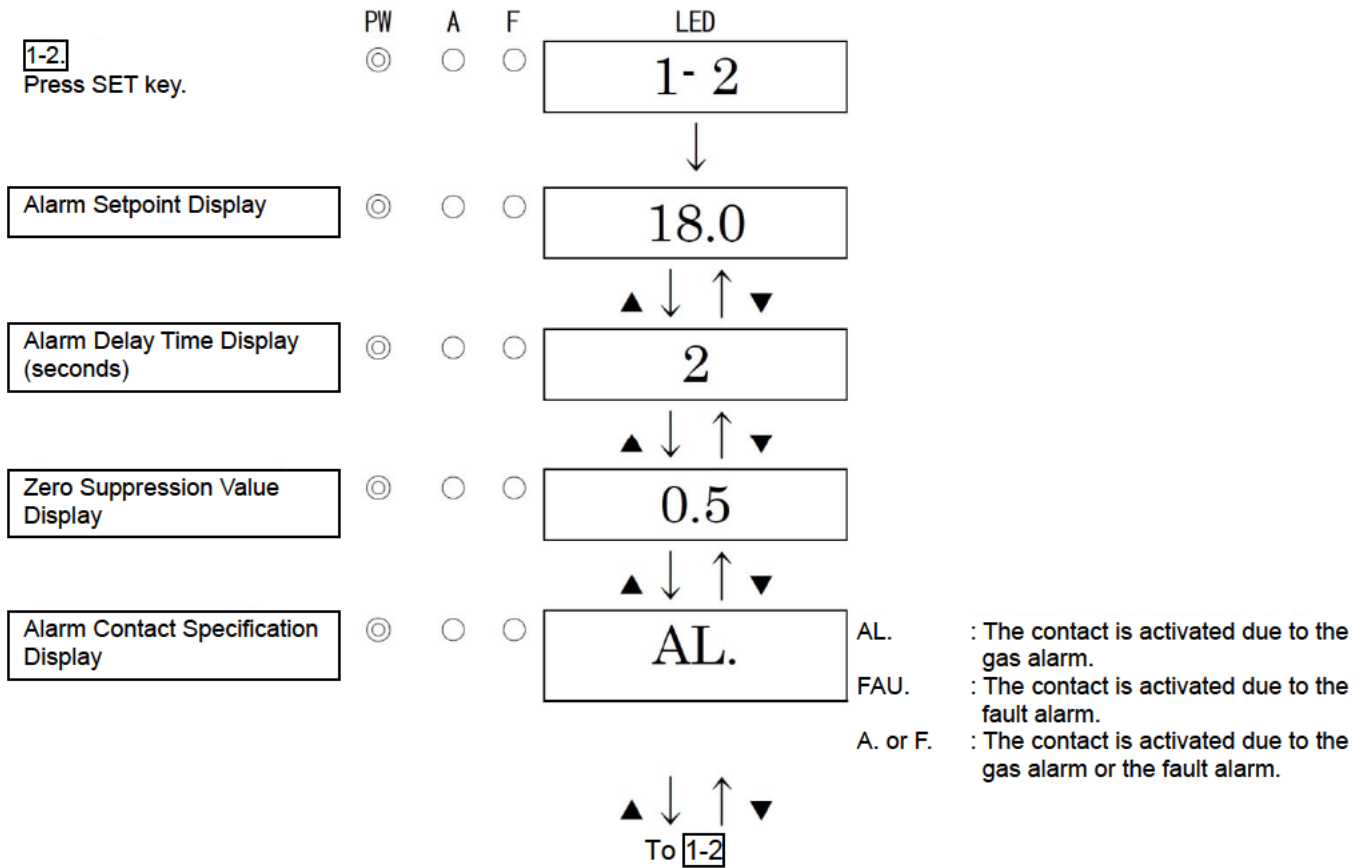 PW A F LED
1-2.
Press SET key.
1- 2
Alarm Setpoint Display
18.0
▲ ↓ ↑ ▼
Alarm Delay Time Display
(seconds)
2
▲ ↓ ↑ ▼
Zero Suppression Value
Display
0.5
▲ ↓ ↑ ▼
Alarm Contact Specification
Display
AL.
AL. : The contact is activated due to the
gas alarm.
FAU. : The contact is activated due to the
fault alarm.
A. or F. : The contact is activated due to the
gas alarm or the fault alarm.
▲ ↓ ↑ ▼
To 1-2